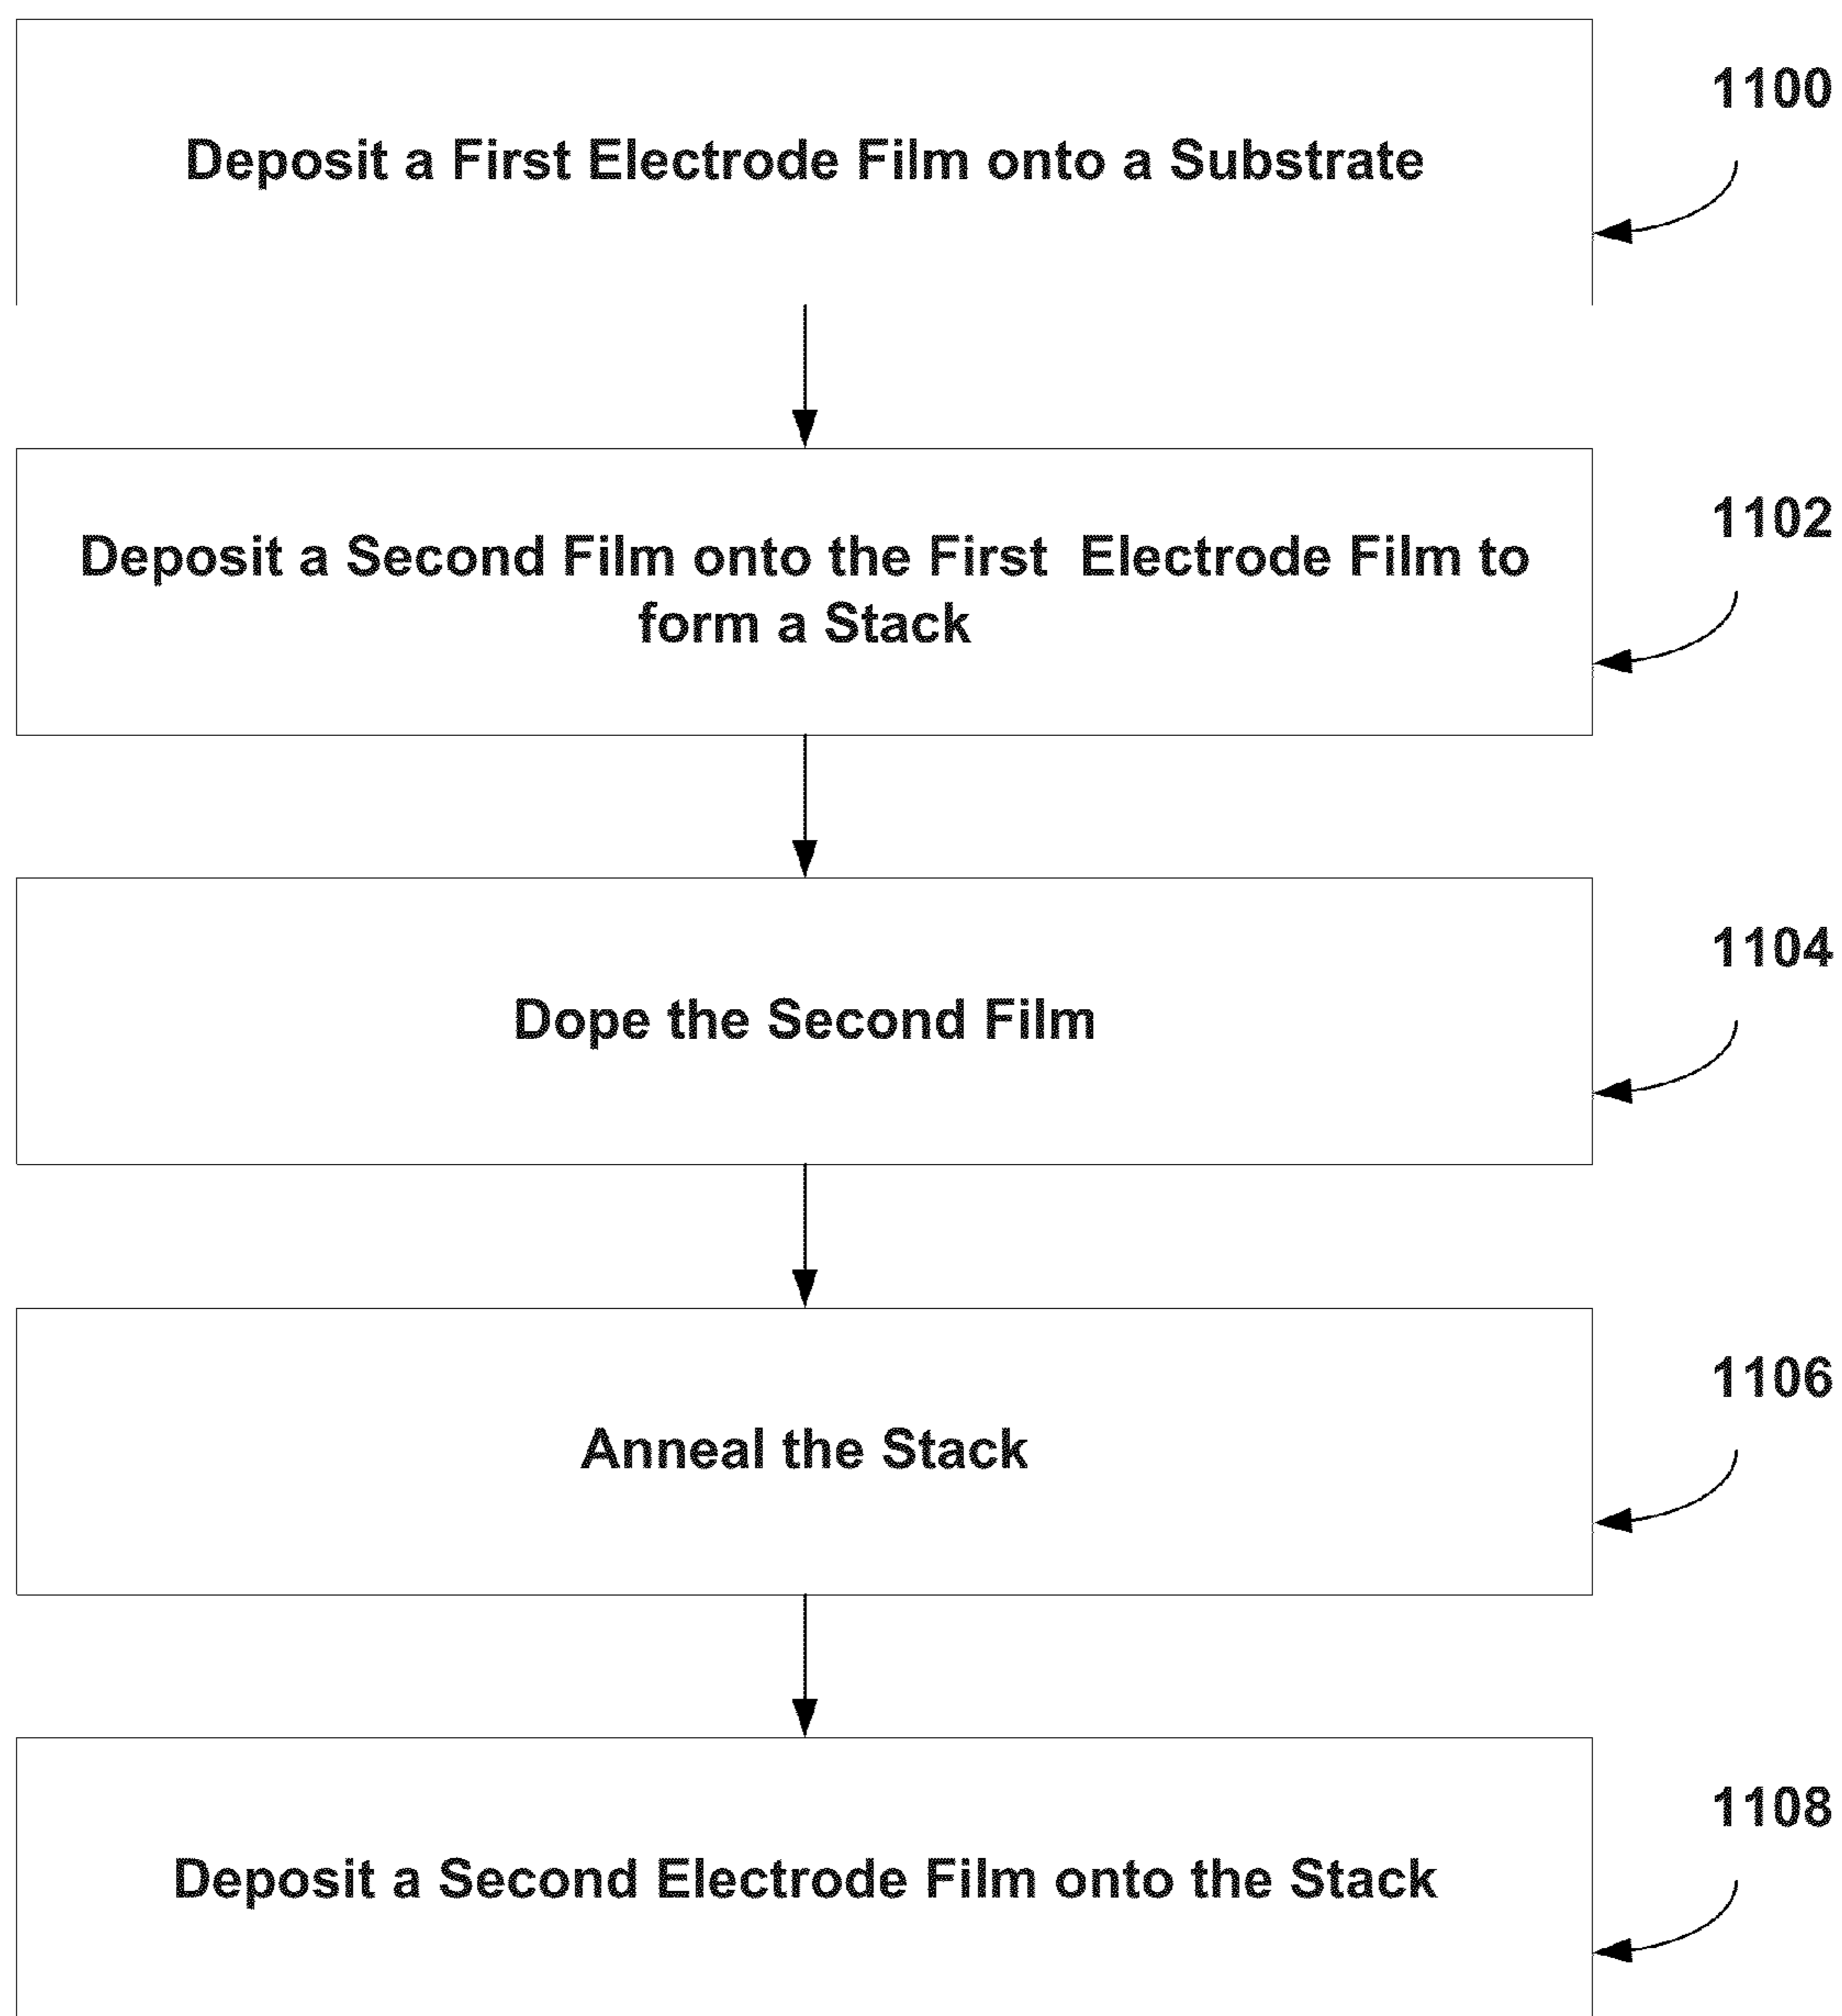 1100
Deposit a First Electrode Film onto a Substrate
1102
Deposit a Second Film onto the First  Electrode Film to
form a Stack
1104
Dope the Second Film
1106
Anneal the Stack
1108
Deposit a Second Electrode Film onto the Stack